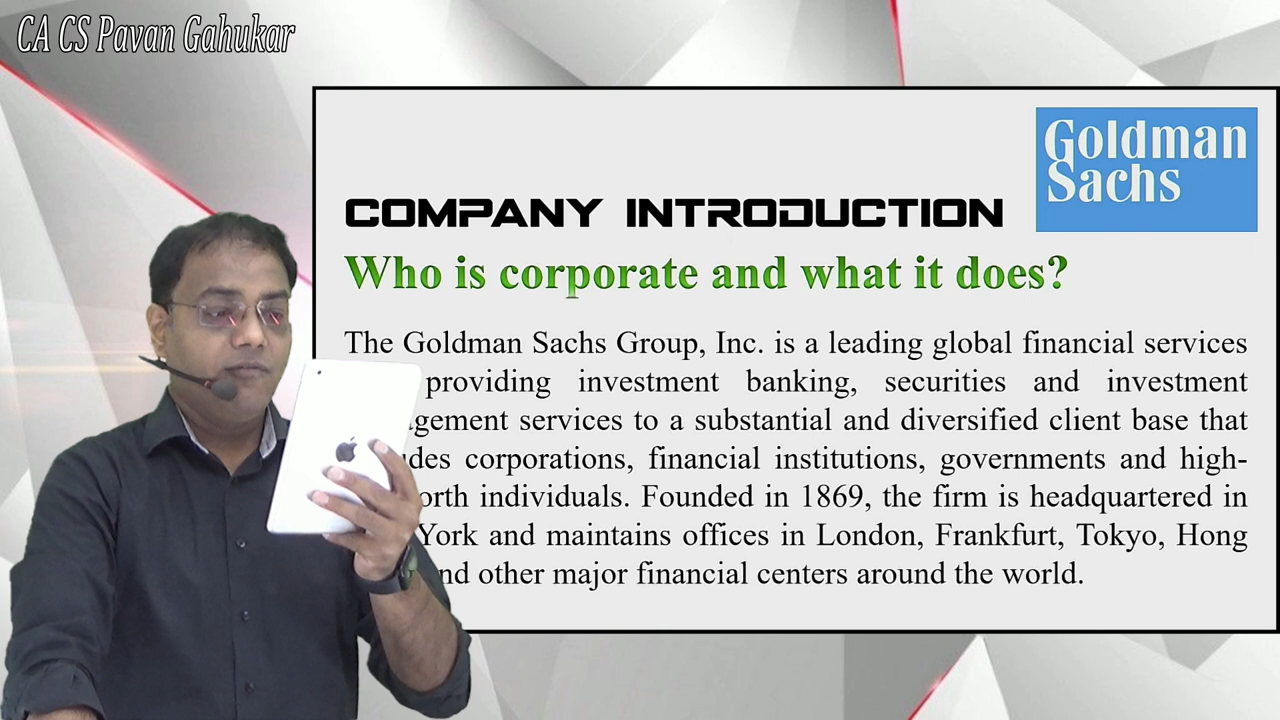 CA CS Pavan Gahukar
Goldman
Sachs
COMPANY INTRODUCTION
Who is corporate and what it does?
The Goldman Sachs Group, Inc. is a leading global financial services
providing investment banking, securities and investment
agement services to a substantial and diversified client base that
des corporations, financial institutions, governments and high-
orth individuals. Founded in 1869, the firm is headquartered in
York and maintains offices in London, Frankfurt, Tokyo, Hong
nd other major financial centers around the world.